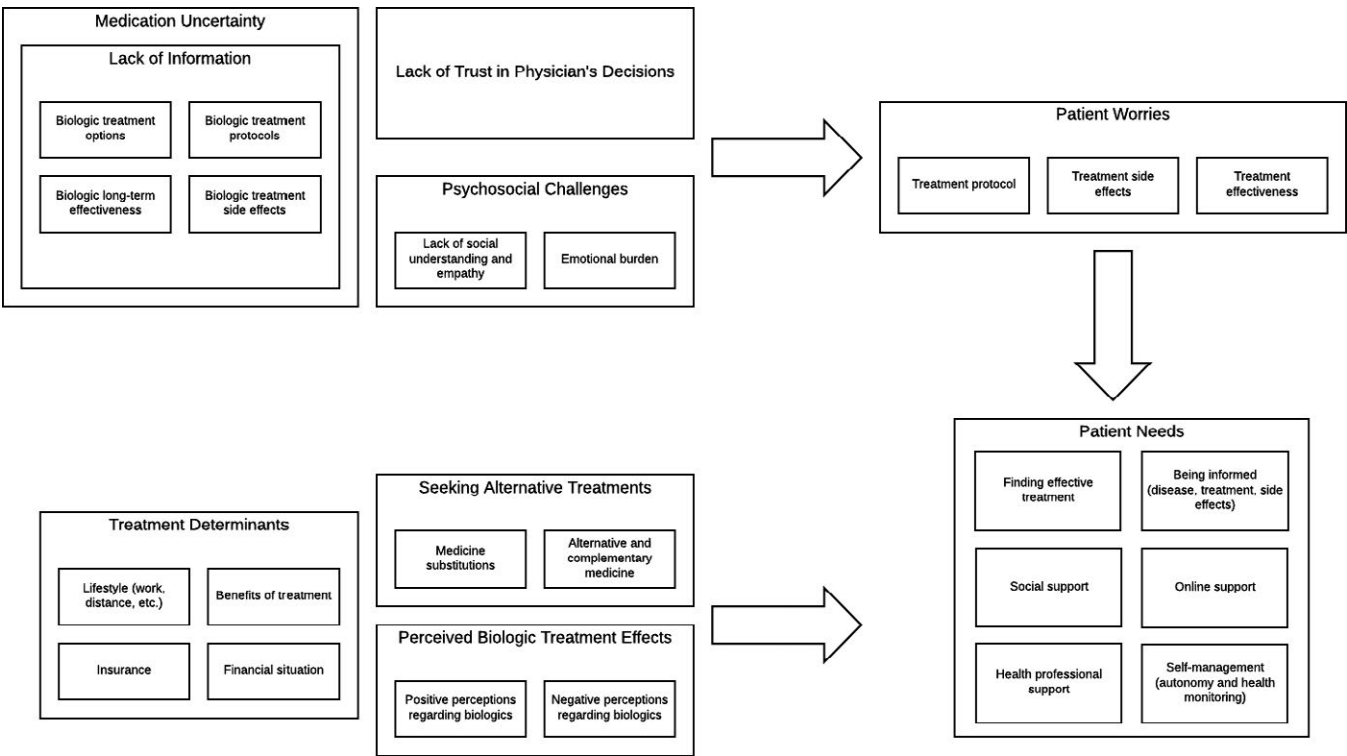 Medication Uncertainty
Lack of Information
Biologic treatment
options
Biologic treatment
protocols
Biologic long-term
effectiveness
Biologic treatment
side effects
Lack of Trust in Physician's Decisions
Psychosocial Challenges
Lack of social
understanding and
empathy
Emotional burden
Patient Worries
Treatment protocol
Treatment side
effects
Treatment
effectiveness
Treatment Determinants
Lifestyle (work,
distance, etc.)
Benefits of treatment
Insurance
Financial situation
Seeking Alternative Treatments
Medicine
substitutions
Alternative and
complementary
medicine
Perceived Biologic Treatment Effects
Positive perceptions
regarding biologics
Negative perceptions
regarding biologics
Patient Needs
Finding effective
treatment
Being informed
(disease, treatment, side
effects)
Social support
Online support
Health professional
support
Self-management
(autonomy and health
monitoring)